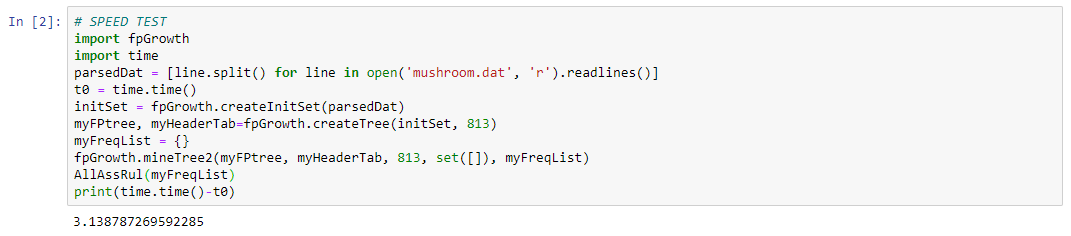 In [2]: # SPEED TEST
import fpGrowth
import time
parsedDat = [line.split() for line in open('mushroom.dat', 'r').readlines()]
t0 = time.time()
initSet = fpGrowth.createInitSet(parsedDat)
myFPtree, myHeaderTab=fpGrowth.createTree(initSet, 813)
myFreqList = {}
fpGrowth.mineTree2(myFPtree, myHeaderTab, 813, set([]), myFreqList)
AllAssRul(myFreqList)
print(time.time()-t0)
3.138787269592285